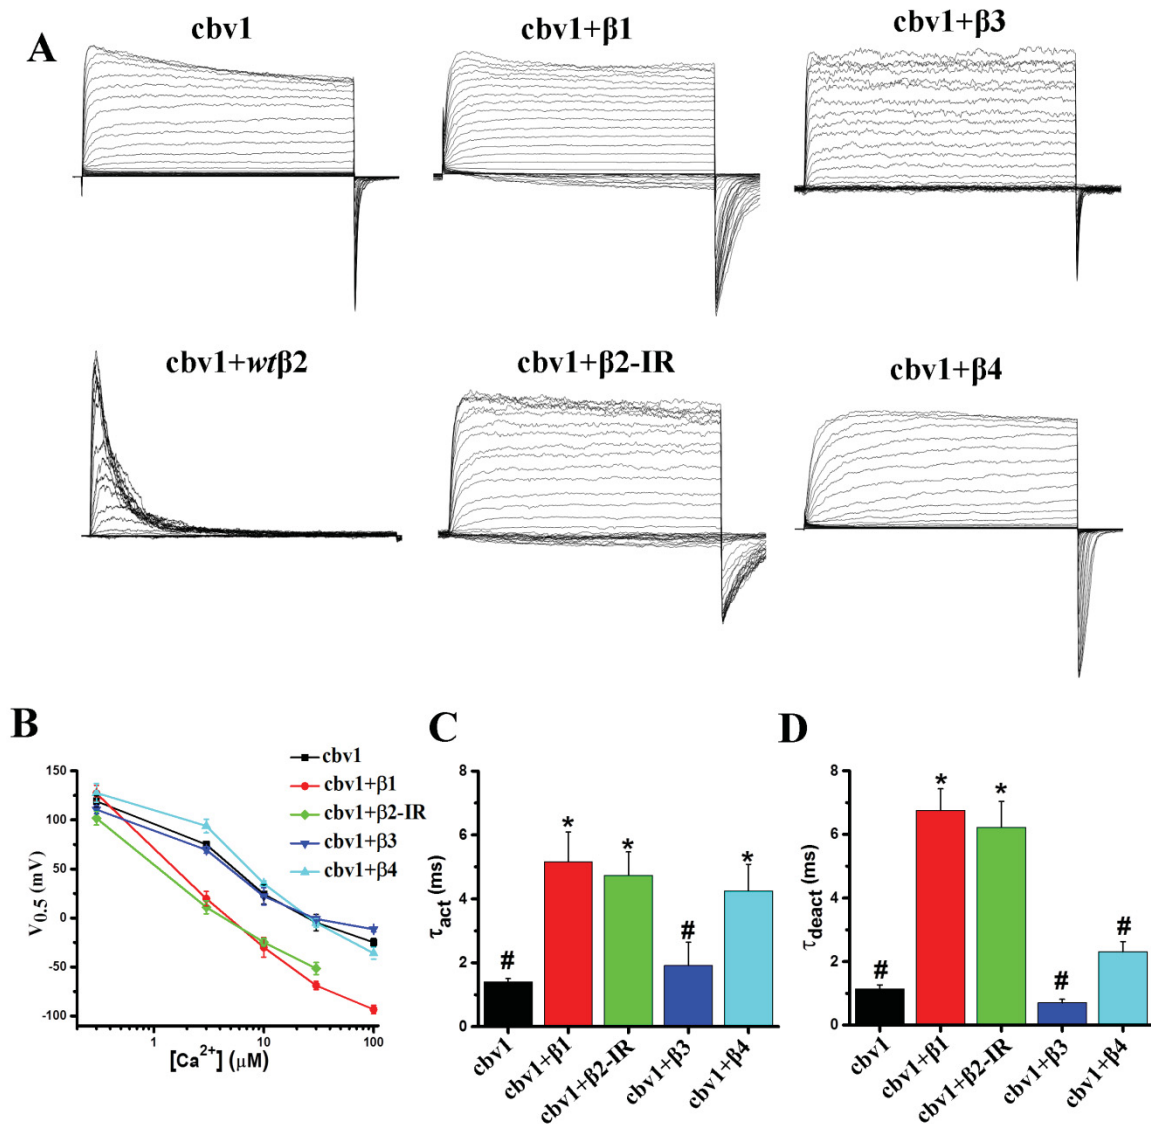 A
cbv1
cbv1+β1
cbv1+β3
cbv1+wtβ2
cbv1+β2-IR
cbv1+β4
B
V0.5 (mV)
150
100
50
0
-50
-100
1
10
100
[Ca2+] (μM)
cbv1
cbv1+β1
cbv1+β2-IR
cbv1+β3
cbv1+β4
C
τact (ms)
8
6
4
2
0
#
*
*
#
*
cbv1
cbv1+β1
cbv1+β2-IR
cbv1+β3
cbv1+β4
D
τdeact (ms)
8
6
4
2
0
#
*
*
#
#
cbv1
cbv1+β1
cbv1+β2-IR
cbv1+β3
cbv1+β4